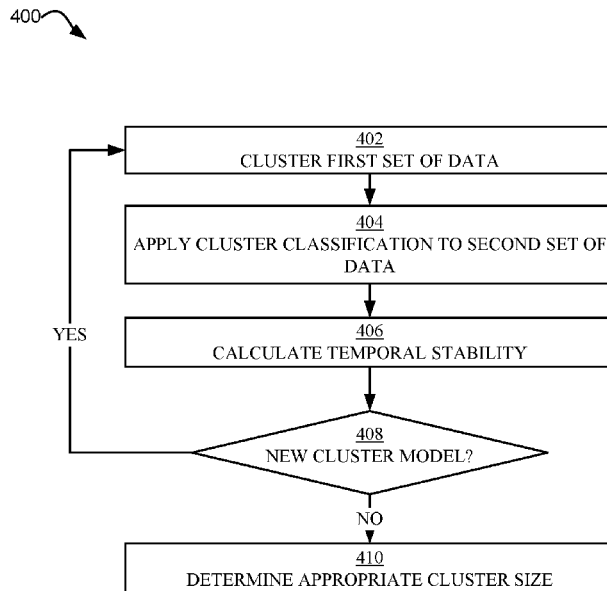 400
402
CLUSTER FIRST SET OF DATA
404
APPLY CLUSTER CLASSIFICATION TO SECOND SET OF
DATA
406
CALCULATE TEMPORAL STABILITY
YES
408
NEW CLUSTER MODEL?
NO
410
DETERMINE APPROPRIATE CLUSTER SIZE